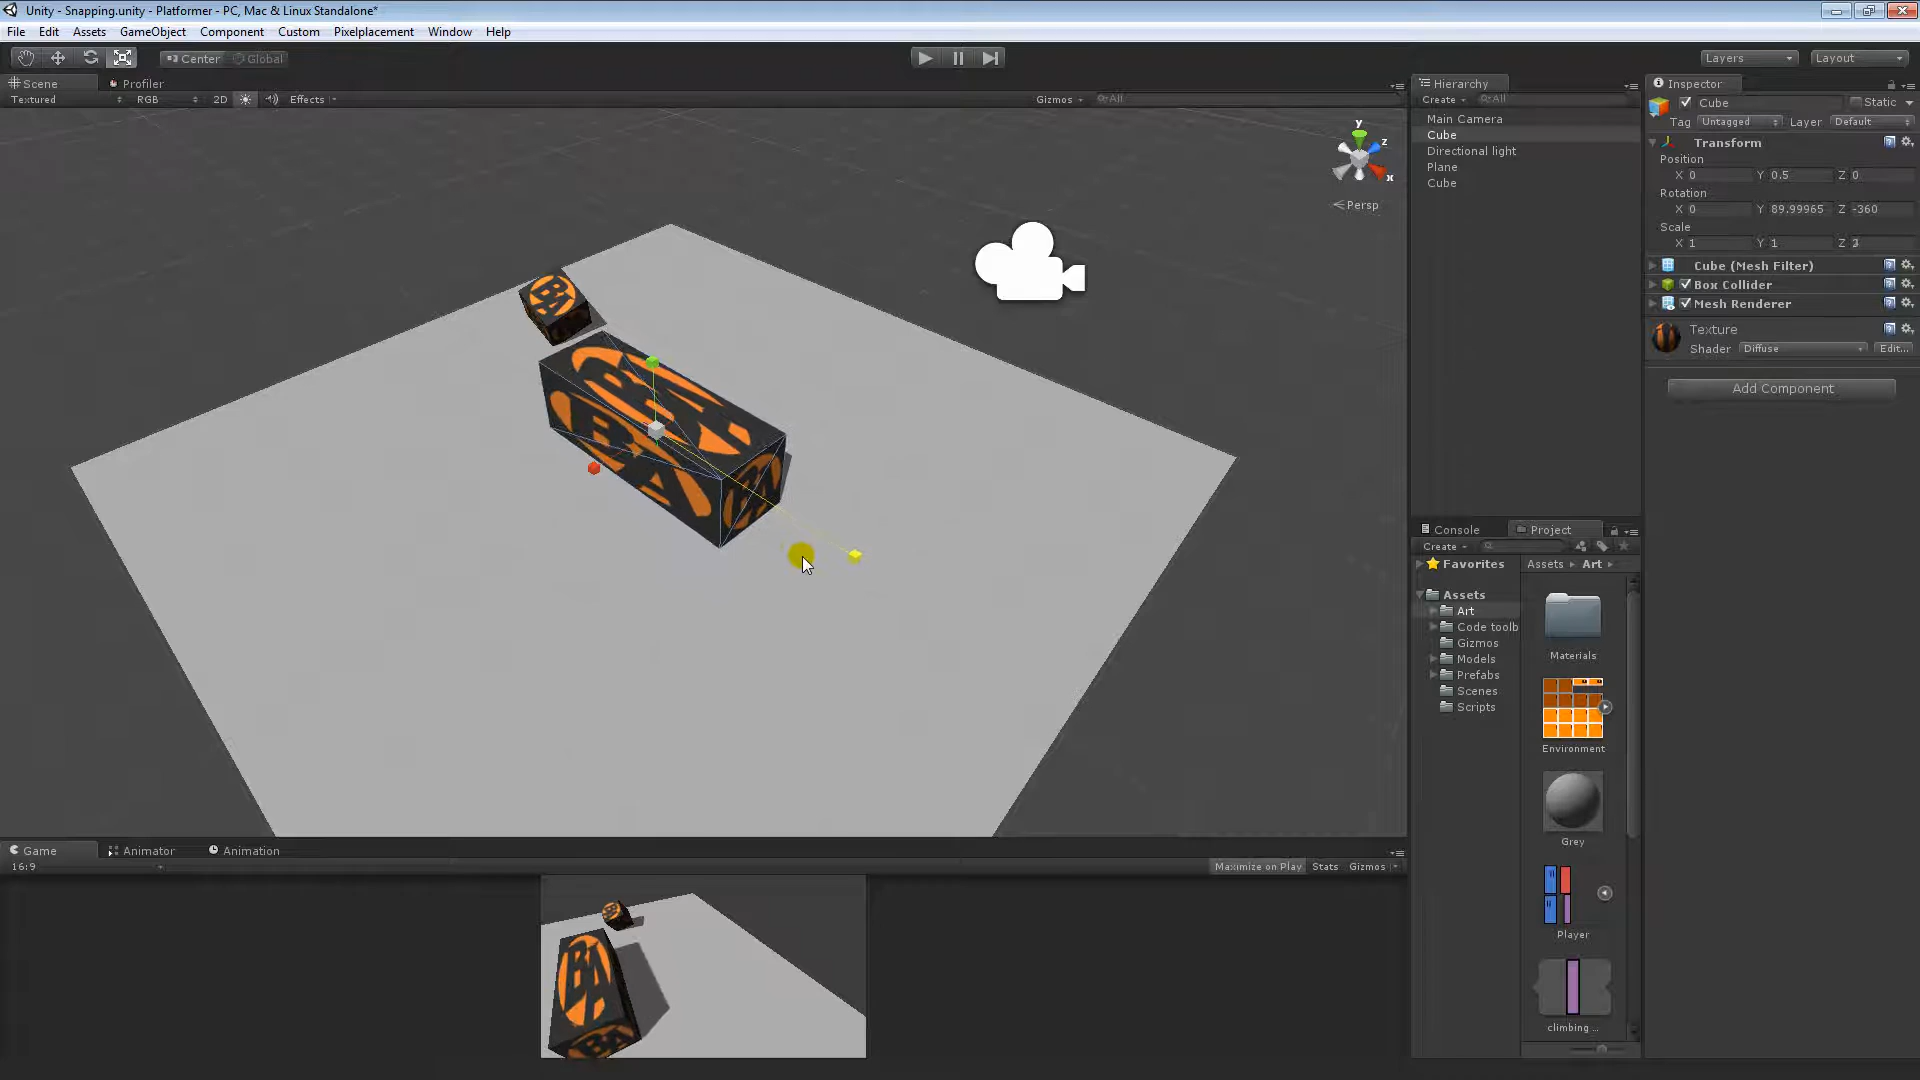 Unity - Snapping.unity - Platformer - PC, Mac & Linux Standalone*
File Edit Assets GameObject Component Custom Pixelplacement Window Help
Center Global Layers Layout
Scene Profiler
Textured RGB 2D Effects Gizmos All
y
z
x
Persp
Hierarchy
Create All
Main Camera
Cube
Directional light
Plane
Cube
Inspector
Cube Static
Tag Untagged Layer Default
Transform
Position
X 0 Y 0.5 Z 0
Rotation
X 0 Y 89.99965 Z -360
Scale
X 1 Y 1 Z
Cube (Mesh Filter)
Box Collider
Mesh Renderer
Texture
Shader Diffuse Edit...
Add Component
Console Project
Create
Favorites
Assets
Art
Code toolb
Gizmos
Models
Prefabs
Scenes
Scripts
Assets Art
Materials
Environment
Grey
Player
climbing ...
Game Animator Animation
16:9 Maximize on Play Stats Gizmos